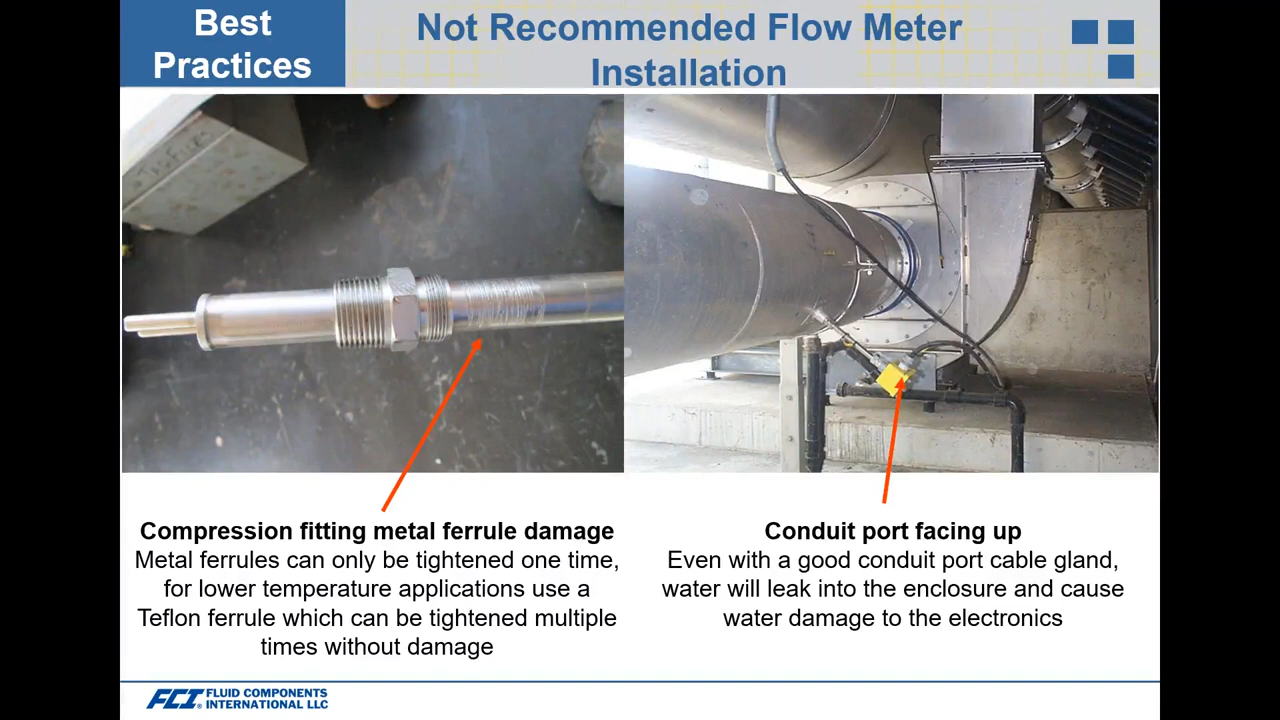 Best
Practices
Not Recommended Flow Meter
Installation
Compression fitting metal ferrule damage
Metal ferrules can only be tightened one time,
for lower temperature applications use a
Teflon ferrule which can be tightened multiple
times without damage
Conduit port facing up
Even with a good conduit port cable gland,
water will leak into the enclosure and cause
water damage to the electronics
FCI® FLUID COMPONENTS
INTERNATIONAL LLC